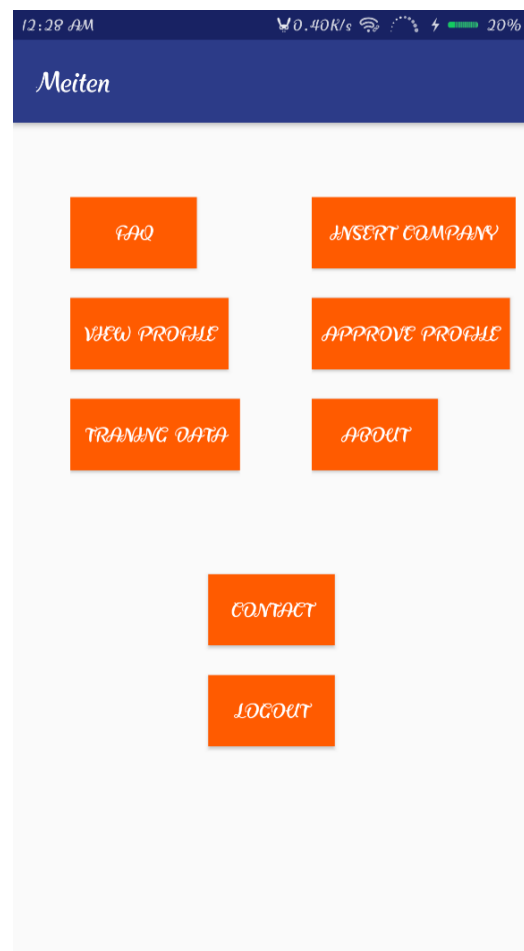 12:28 AM 0.40K/s 20%
Meiten
FAQ
INSERT COMPANY
VIEW PROFILE
APPROVE PROFILE
TRANING DATA
ABOUT
CONTACT
LOGOUT